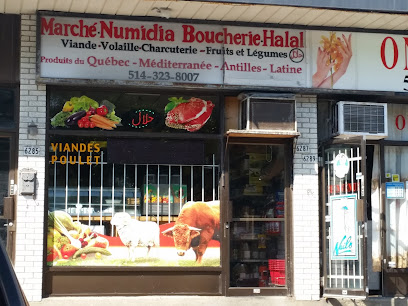 Marché-Numidia Boucherie-Halal
Viande-Volaille-Charcuterie-Fruits et Légumes
Produits du Québec-Méditerranée-Antilles-Latine
514-323-8007
حلال
VIANDES
POULET
6285
6287
6289